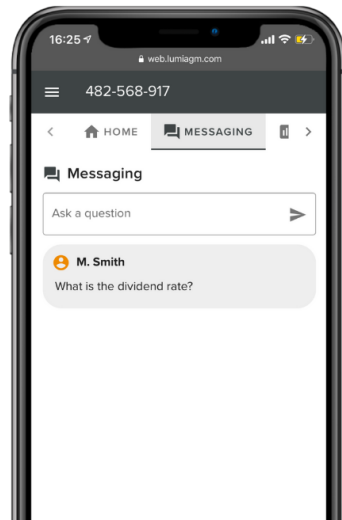 16:25
web.lumiagm.com
482-568-917
HOME
MESSAGING
Messaging
Ask a question
M. Smith
What is the dividend rate?